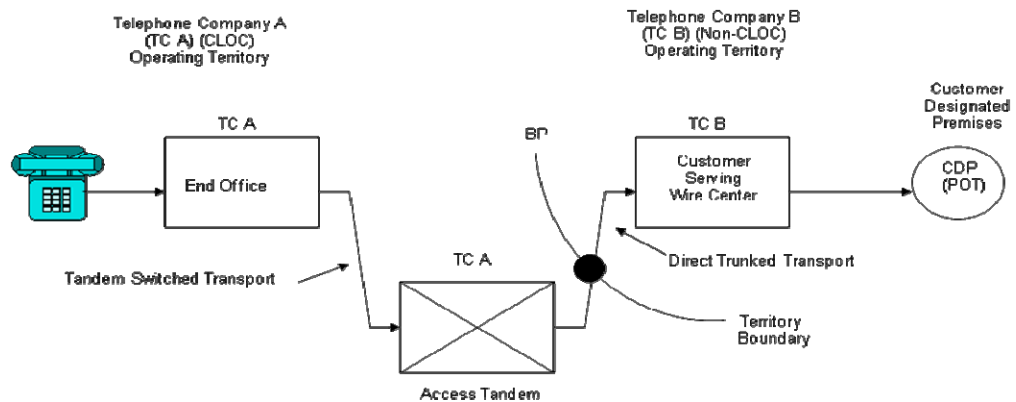 Telephone Company A
(TC A) (CLOC)
Operating Territory
Telephone Company B
(TC B) (Non-CLOC)
Operating Territory
Customer
Designated
Premises
TC A
End Office
BP
TC B
Customer
Serving
Wire Center
CDP
(POT)
Tandem Switched Transport
TC A
Direct Trunked Transport
Territory
Boundary
Access Tandem